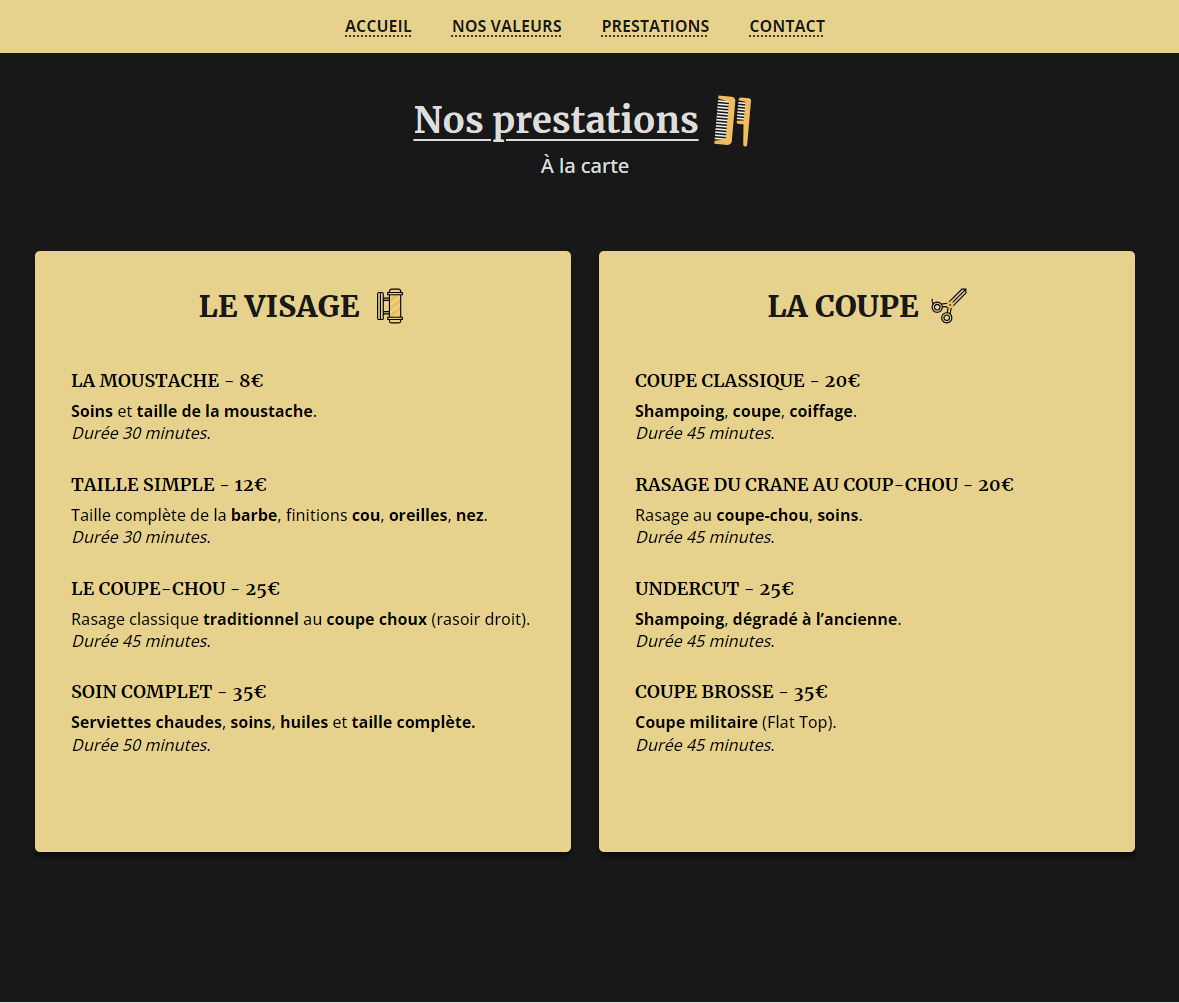 ACCUEIL NOS VALEURS PRESTATIONS CONTACT
Nos prestations
À la carte
LE VISAGE
LA MOUSTACHE - 8€
Soins et taille de la moustache.
Durée 30 minutes.
TAILLE SIMPLE - 12€
Taille complète de la barbe, finitions cou, oreilles, nez.
Durée 30 minutes.
LE COUPE-CHOU - 25€
Rasage classique traditionnel au coupe choux (rasoir droit).
Durée 45 minutes.
SOIN COMPLET - 35€
Serviettes chaudes, soins, huiles et taille complète.
Durée 50 minutes.
LA COUPE
COUPE CLASSIQUE - 20€
Shampoing, coupe, coiffage.
Durée 45 minutes.
RASAGE DU CRANE AU COUP-CHOU - 20€
Rasage au coupe-chou, soins.
Durée 45 minutes.
UNDERCUT - 25€
Shampoing, dégradé à l’ancienne.
Durée 45 minutes.
COUPE BROSSE - 35€
Coupe militaire (Flat Top).
Durée 45 minutes.